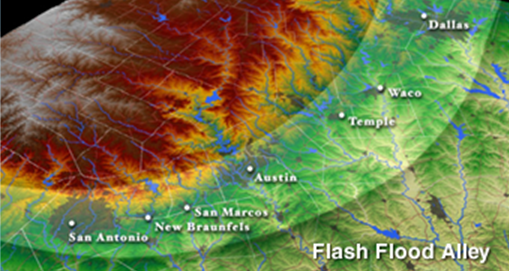 Dallas
Waco
Temple
Austin
San Marcos
New Braunfels
San Antonio
Flash Flood Alley